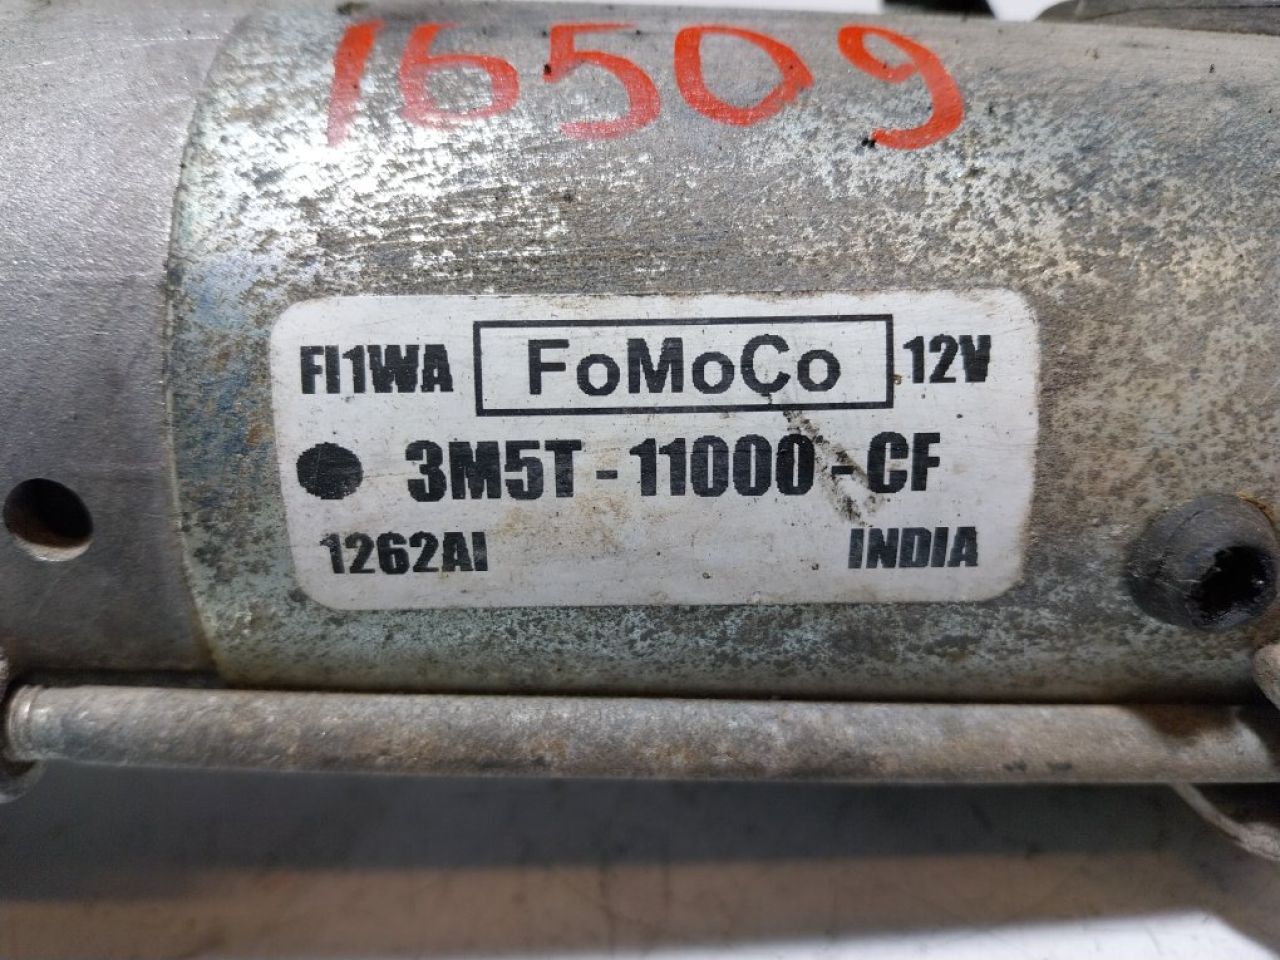 16509
FI1WA FoMoCo 12V
3M5T-11000-CF
1262AI INDIA